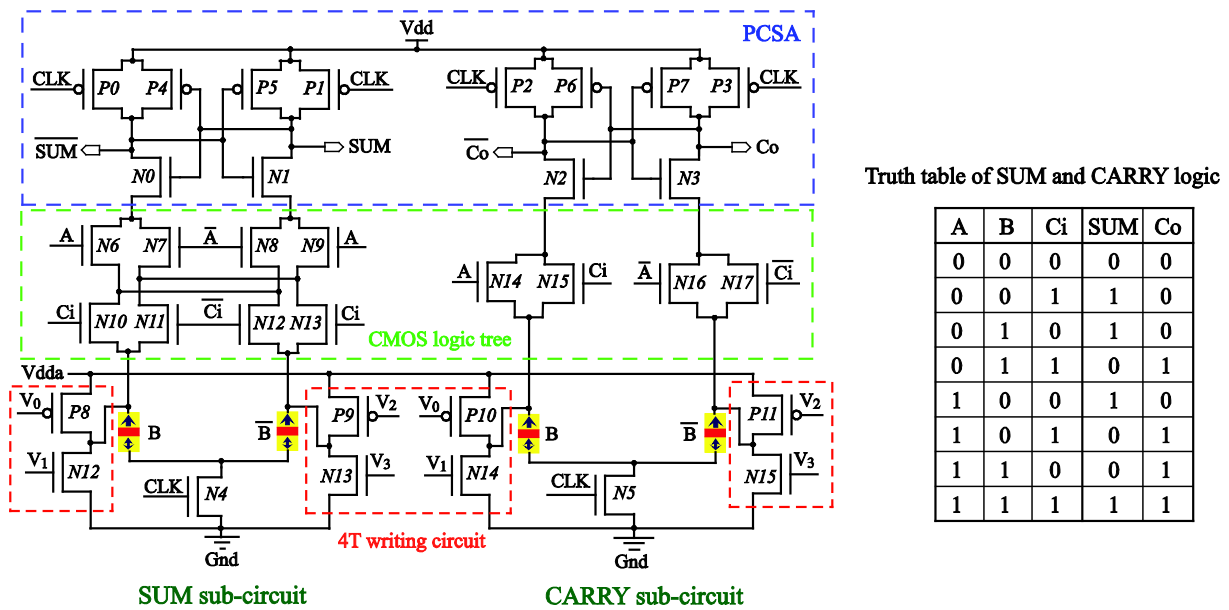 Vdd
PCSA
CLK P0 P4 P5 P1 CLK CLK P2 P6 P7 P3 CLK
SUM SUM Co Co
N0 N1 N2 N3
A N6 N7 A N8 N9 A
A N14 N15 Ci A N16 N17 Ci
Ci N10 N11 Ci N12 N13 Ci
CMOS logic tree
Vdda
V0 P8 B B P9 V2 V0 P10 B B P11 V2
V1 N12 N13 V3 V1 N14 N15 V3
CLK N4 CLK N5
4T writing circuit
Gnd Gnd
SUM sub-circuit CARRY sub-circuit
Truth table of SUM and CARRY logic
A B Ci SUM Co
0 0 0 0 0
0 0 1 1 0
0 1 0 1 0
0 1 1 0 1
1 0 0 1 0
1 0 1 0 1
1 1 0 0 1
1 1 1 1 1